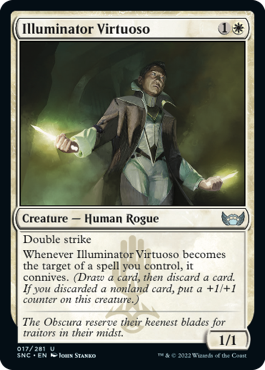 Illuminator Virtuoso 1
Creature — Human Rogue
Double strike
Whenever Illuminator Virtuoso becomes
the target of a spell you control, it
connives. (Draw a card, then discard a card.
If you discarded a nonland card, put a +1/+1
counter on this creature.)
The Obscura reserve their keenest blades for
traitors in their midst.
1/1
017/281 U
SNC • EN John Stanko
™ & © 2022 Wizards of the Coast